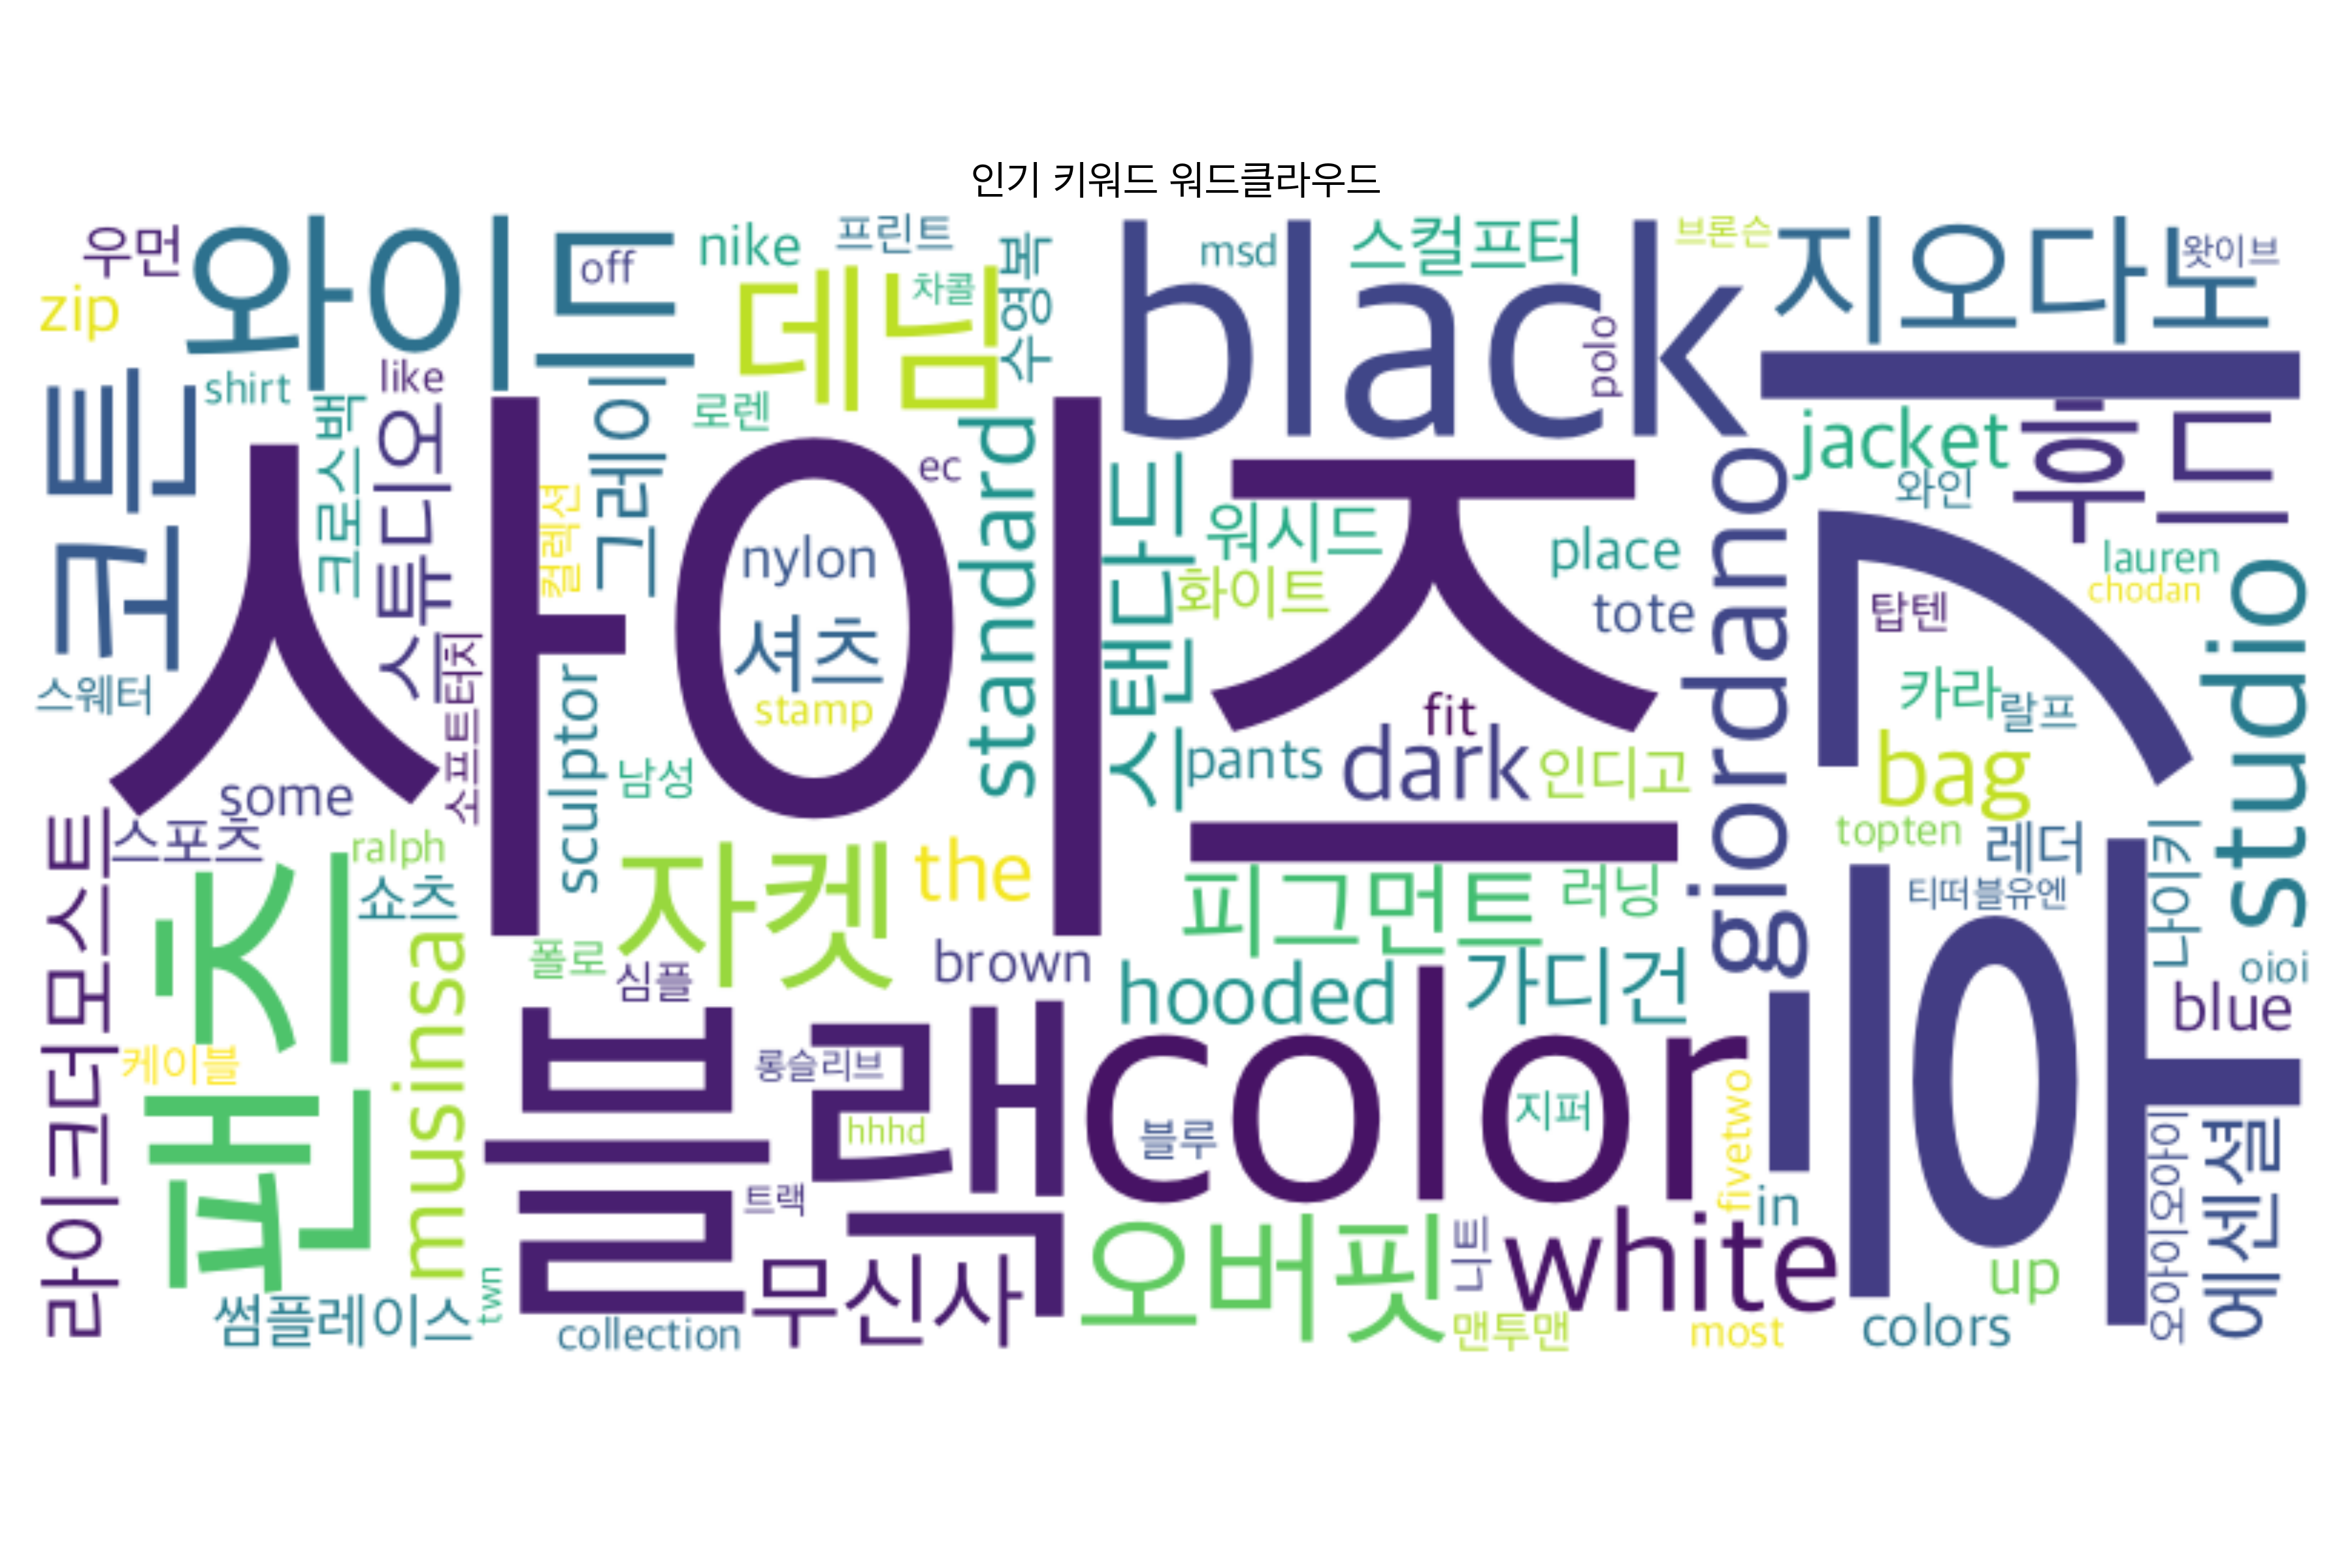 인기 키워드 워드클라우드
우먼
와이드
off
nike
프린트
수영복
black
msd
스컬프터
브론슨
지오다노
왓이브
zip
데님
차콜
polo
코튼
shirt
like
크로스백
스튜디오
그레이
로렌
standard
ec
jacket
후드
와인
사이즈
컬렉션
nylon
셔츠
stamp
스탠다드
워시드
화이트
place
tote
giordano
후기
lauren
chodan
탑텐
studio
스웨터
소프트터치
sculptor
남성
fit
pants
dark
인디고
카라
랄프
bag
some
스포츠
ralph
쇼츠
라이크더모스트
팬츠
musinsa
자켓
the
피그먼트
러닝
topten
레더
티떠블유엔
나이키
폴로
심플
brown
hooded
가디건
oioi
blue
케이블
블랙
롱슬리브
hhhd
트랙
color
블루
지퍼
fivetwo
in
오아이오아이
에센셜
썸플레이스
twn
collection
무신사
오버핏
니트
맨투맨
white
most
up
colors